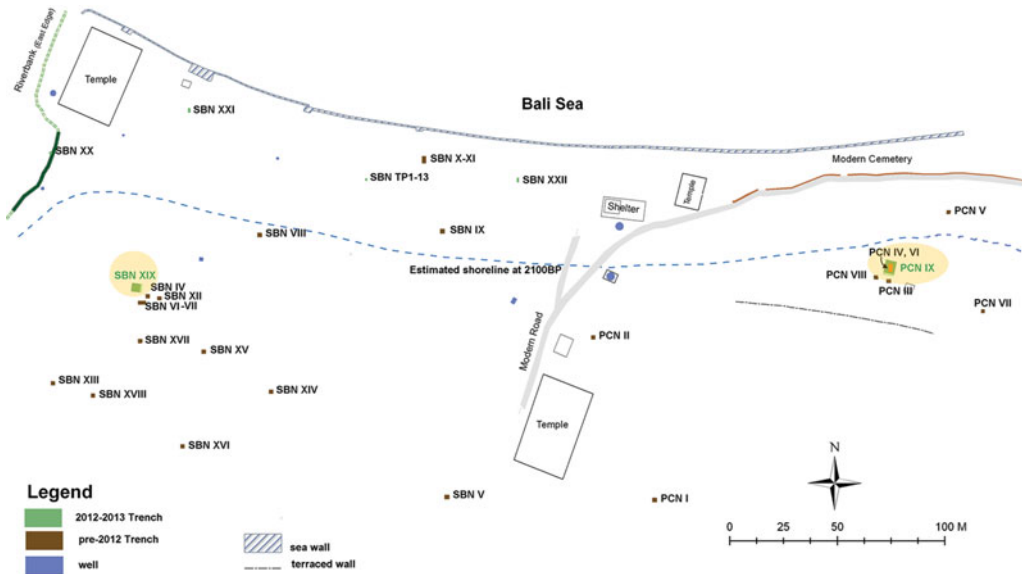 Riverbank (East Edge)
Temple
SBN XXI
Bali Sea
SBN XX
SBN X-XI
Modern Cemetery
SBN TP1-13
SBN XXII
Temple
Shelter
PCN V
SBN VIII
SBN IX
PCN IV, VI
Estimated shoreline at 2100BP
PCN IX
SBN XIX
PCN VIII
SBN IV
PCN III
SBN XII
SBN VI-VII
PCN VII
SBN XVII
PCN II
SBN XV
Modern Road
SBN XIII
SBN XIV
SBN XVIII
Temple
SBN XVI
N
SBN V
PCN I
Legend
2012-2013 Trench
pre-2012 Trench
well
sea wall
terraced wall
0 25 50 100 M